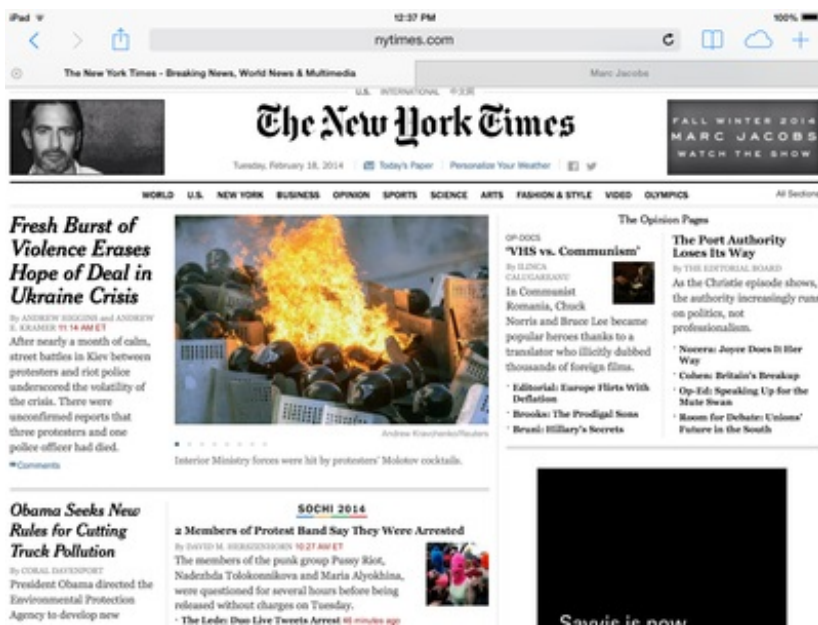 iPad
12:37 PM
100%
nytimes.com
The New York Times - Breaking News, World News & Multimedia
Marc Jacobs
U.S. INTERNATIONAL 中文网
The New York Times
FALL WINTER 2014
MARC JACOBS
WATCH THE SHOW
Tuesday, February 18, 2014
Today's Paper
Personalize Your Weather
WORLD U.S. NEW YORK BUSINESS OPINION SPORTS SCIENCE ARTS FASHION & STYLE VIDEO OLYMPICS
All Sections
Fresh Burst of
Violence Erases
Hope of Deal in
Ukraine Crisis
By ANDREW HIGGINS and ANDREW
E. KRAMER 11:14 AM ET
After nearly a month of calm,
street battles in Kiev between
protesters and riot police
underscored the volatility of
the crisis. There were
unconfirmed reports that
three protesters and one
police officer had died.
Comments
Andrew Kravchenko/Reuters
Interior Ministry forces were hit by protesters' Molotov cocktails.
The Opinion Pages
OP-DOCS
'VHS vs. Communism'
By ILINCA
CALUGAREANU
In Communist
Romania, Chuck
Norris and Bruce Lee became
popular heroes thanks to a
translator who illicitly dubbed
thousands of foreign films.
· Editorial: Europe Flirts With
Deflation
· Brooks: The Prodigal Sons
· Bruni: Hillary's Secrets
The Port Authority
Loses Its Way
By THE EDITORIAL BOARD
As the Christie episode shows,
the authority increasingly runs
on politics, not
professionalism.
· Nocera: Joyce Does It Her
Way
· Cohen: Britain's Breakup
· Op-Ed: Speaking Up for the
Mute Swan
· Room for Debate: Unions'
Future in the South
Obama Seeks New
Rules for Cutting
Truck Pollution
By CORAL DAVENPORT
President Obama directed the
Environmental Protection
Agency to develop new
SOCHI 2014
2 Members of Protest Band Say They Were Arrested
By DAVID M. HERSZENHORN 10:27 AM ET
The members of the punk group Pussy Riot,
Nadezhda Tolokonnikova and Maria Alyokhina,
were questioned for several hours before being
released without charges on Tuesday.
· The Lede: Duo Live Tweets Arrest 46 minutes ago
Savvis is now